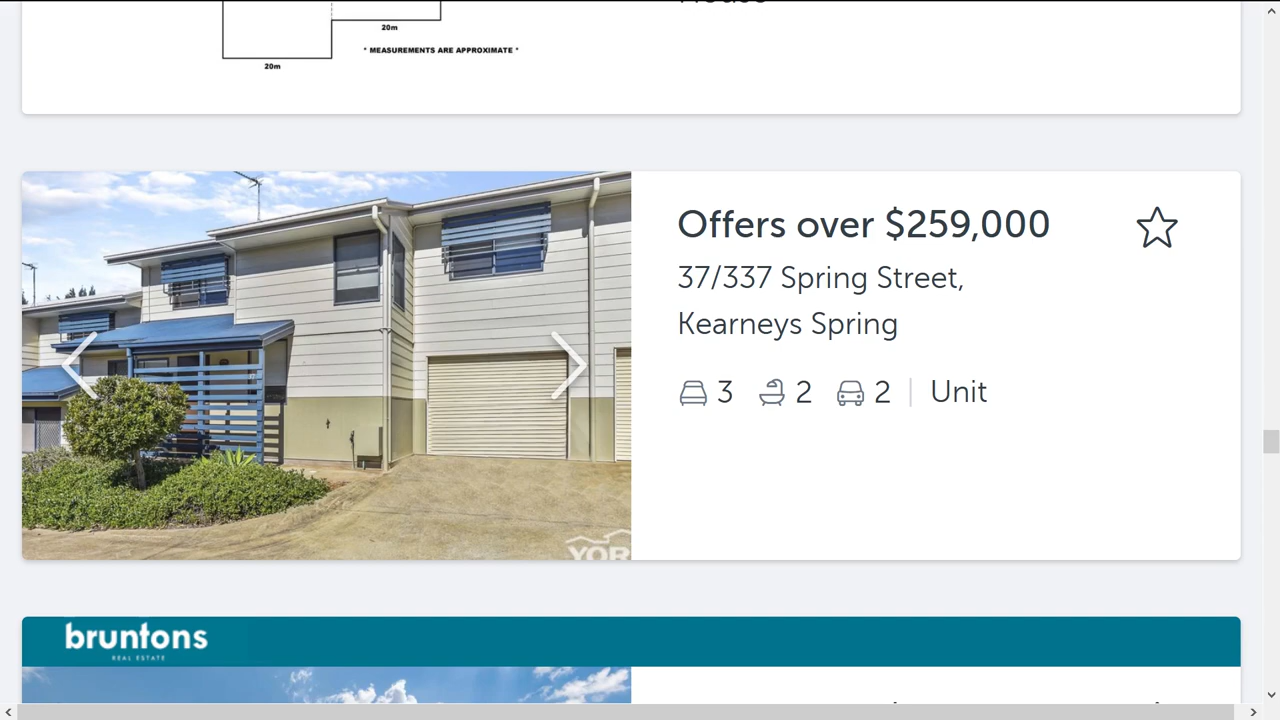 20m
* MEASUREMENTS ARE APPROXIMATE *
20m
Offers over $259,000
37/337 Spring Street,
Kearneys Spring
3 2 2 | Unit
YOR
bruntons
REAL ESTATE